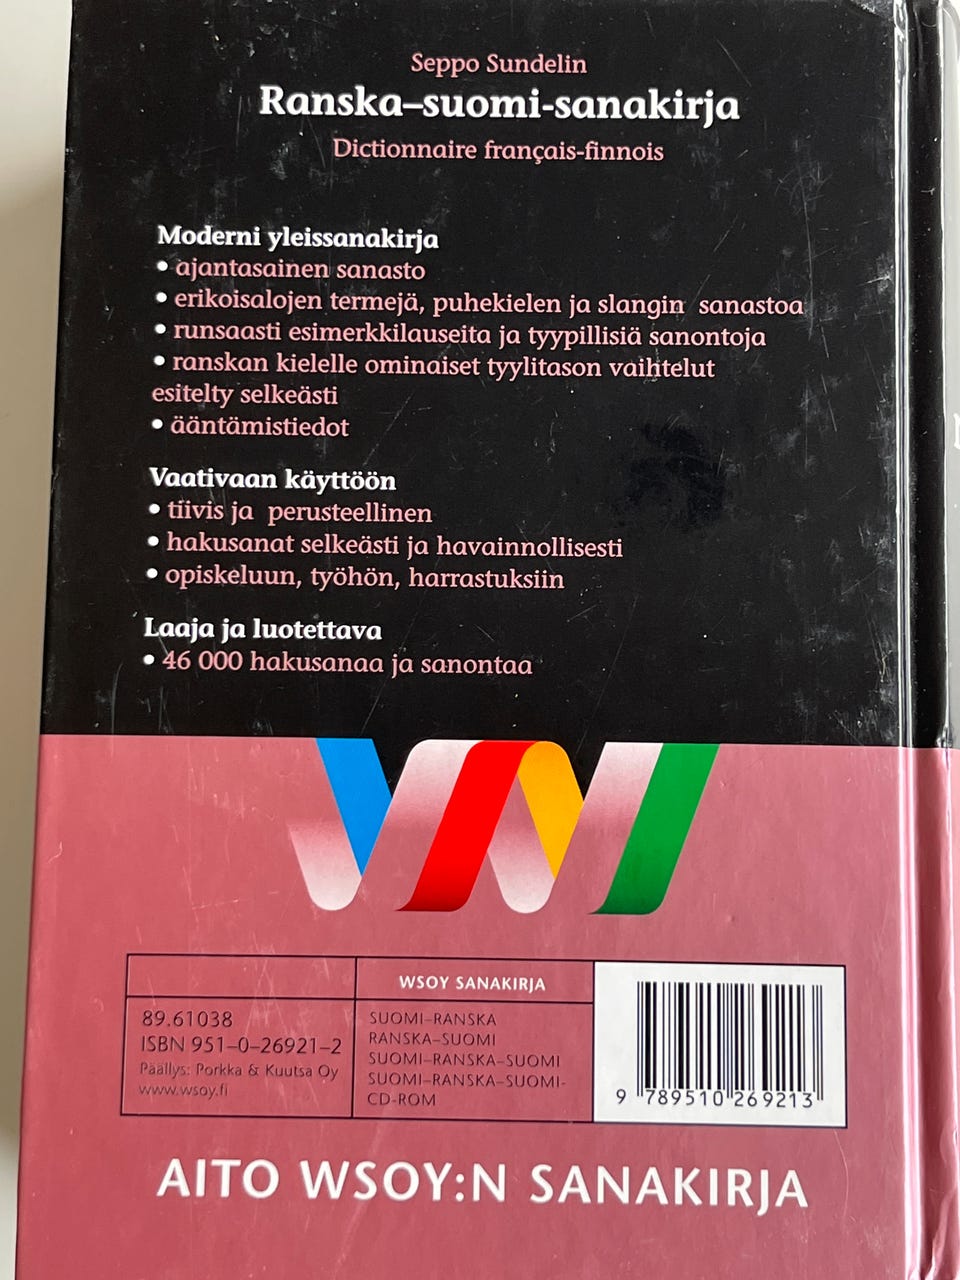 Seppo Sundelin
Ranska–suomi-sanakirja
Dictionnaire français-finnois
Moderni yleissanakirja
• ajantasainen sanasto
• erikoisalojen termejä, puhekielen ja slangin sanastoa
• runsaasti esimerkkilauseita ja tyypillisiä sanontoja
• ranskan kielelle ominaiset tyylitason vaihtelut
esitelty selkeästi
• ääntämistiedot
Vaativaan käyttöön
• tiivis ja perusteellinen
• hakusanat selkeästi ja havainnollisesti
• opiskeluun, työhön, harrastuksiin
Laaja ja luotettava
• 46 000 hakusanaa ja sanontaa
89.61038
ISBN 951–0–26921–2
Päällys: Porkka & Kuutsa Oy
www.wsoy.fi
WSOY SANAKIRJA
SUOMI–RANSKA
RANSKA–SUOMI
SUOMI–RANSKA–SUOMI
SUOMI–RANSKA–SUOMI-
CD-ROM
9 789510 269213
AITO WSOY:N SANAKIRJA